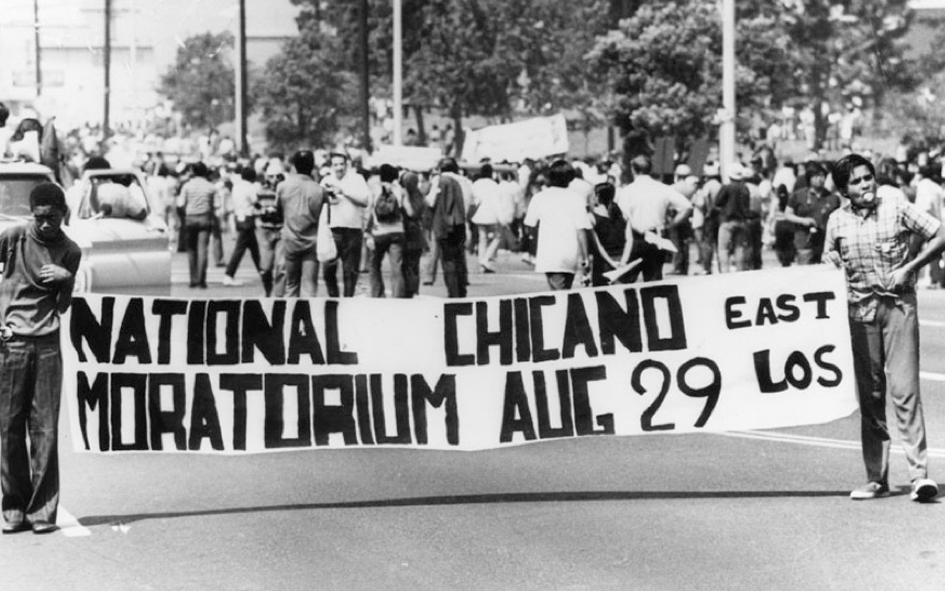 NATIONAL CHICANO EAST
MORATORIUM AUG 29 LOS